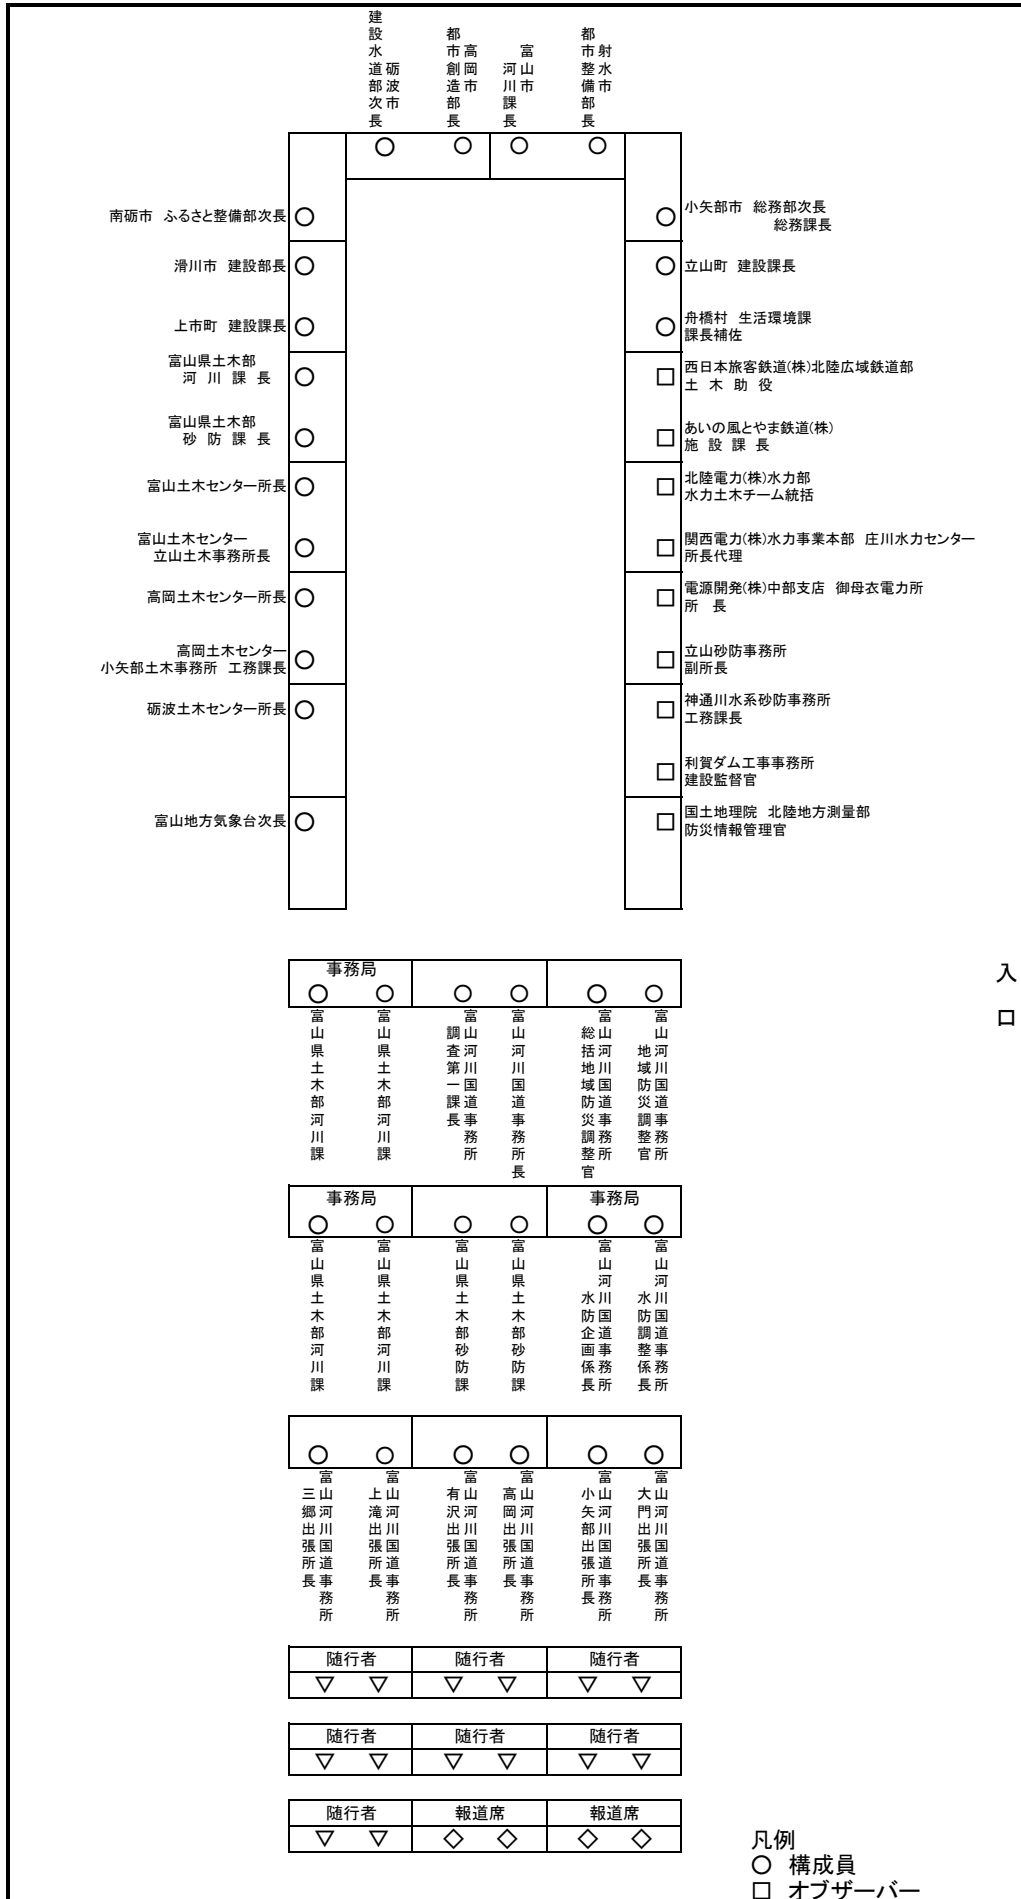 砺波市
建設水道部次長
高岡市
都市創造部長
富山市
河川課長
射水市
都市整備部長
南砺市 ふるさと整備部次長
滑川市 建設部長
上市町 建設課長
富山県土木部
河 川 課 長
富山県土木部
砂 防 課 長
富山土木センター所長
富山土木センター
立山土木事務所長
高岡土木センター所長
高岡土木センター
小矢部土木事務所 工務課長
砺波土木センター所長
富山地方気象台次長
小矢部市 総務部次長
総務課長
立山町 建設課長
舟橋村 生活環境課
課長補佐
西日本旅客鉄道(株)北陸広域鉄道部
土 木 助 役
あいの風とやま鉄道(株)
施 設 課 長
北陸電力(株)水力部
水力土木チーム統括
関西電力(株)水力事業本部 庄川水力センター
所長代理
電源開発(株)中部支店 御母衣電力所
所 長
立山砂防事務所
副所長
神通川水系砂防事務所
工務課長
利賀ダム工事事務所
建設監督官
国土地理院 北陸地方測量部
防災情報管理官
入口
事務局
富山県土木部河川課
富山県土木部河川課
富山河川国道事務所
調査第一課長
富山河川国道事務所長
富山河川国道事務所
総括地域防災調整官
富山河川国道事務所
地域防災調整官
事務局
事務局
富山県土木部河川課
富山県土木部河川課
富山県土木部砂防課
富山県土木部砂防課
富山河川国道事務所
水防企画係長
富山河川国道事務所
水防調整係長
富山河川国道事務所
三郷出張所長
富山河川国道事務所
上滝出張所長
富山河川国道事務所
有沢出張所長
富山河川国道事務所
高岡出張所長
富山河川国道事務所
小矢部出張所長
富山河川国道事務所
大門出張所長
随行者 随行者 随行者
随行者 随行者 随行者
随行者 報道席 報道席
凡例
○ 構成員
□ オブザーバー